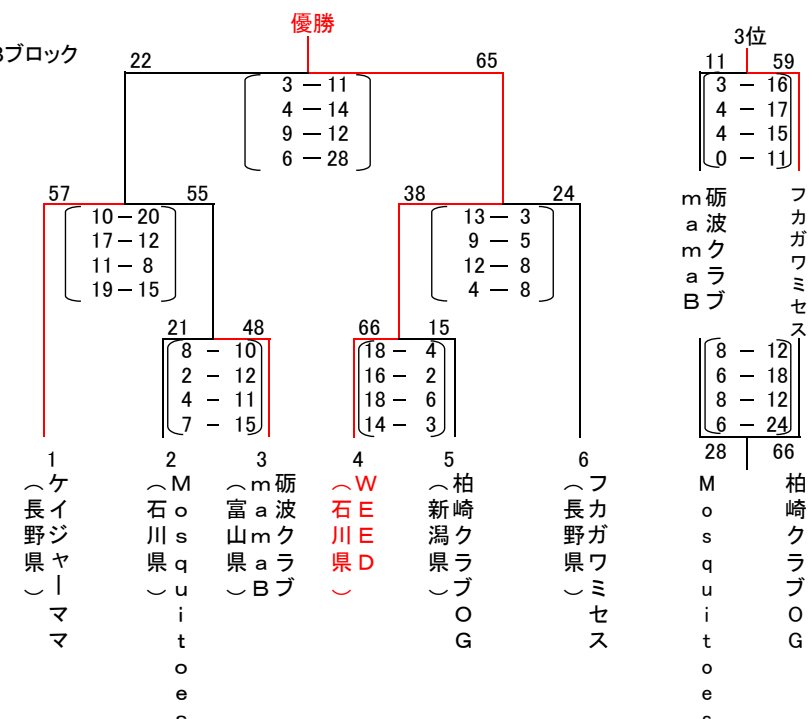 優勝
Bブロック
3位
22 65
3 － 11
4 － 14
9 － 12
6 － 28
11 59
3 － 16
4 － 17
4 － 15
0 － 11
砺波クラブ
ｍａｍａＢ
フカガワミセス
57 55
10－20
17－12
11－ 8
19－15
38 24
13－ 3
9 － 5
12－ 8
4 － 8
21 48
8 － 10
2 － 12
4 － 11
7 － 15
66 15
18－ 4
16－ 2
18－ 6
14－ 3
8 － 12
6 － 18
8 － 12
6 － 24
28 66
1
ケイジャーママ
（長野県）
2
Ｍｏｓｑｕｉｔｏｅｓ
（石川県）
3
砺波クラブ
ｍａｍａＢ
（富山県）
4
ＷＥＥＤ
（石川県）
5
柏崎クラブＯＧ
（新潟県）
6
フカガワミセス
（長野県）
Ｍｏｓｑｕｉｔｏｅｓ
柏崎クラブＯＧ